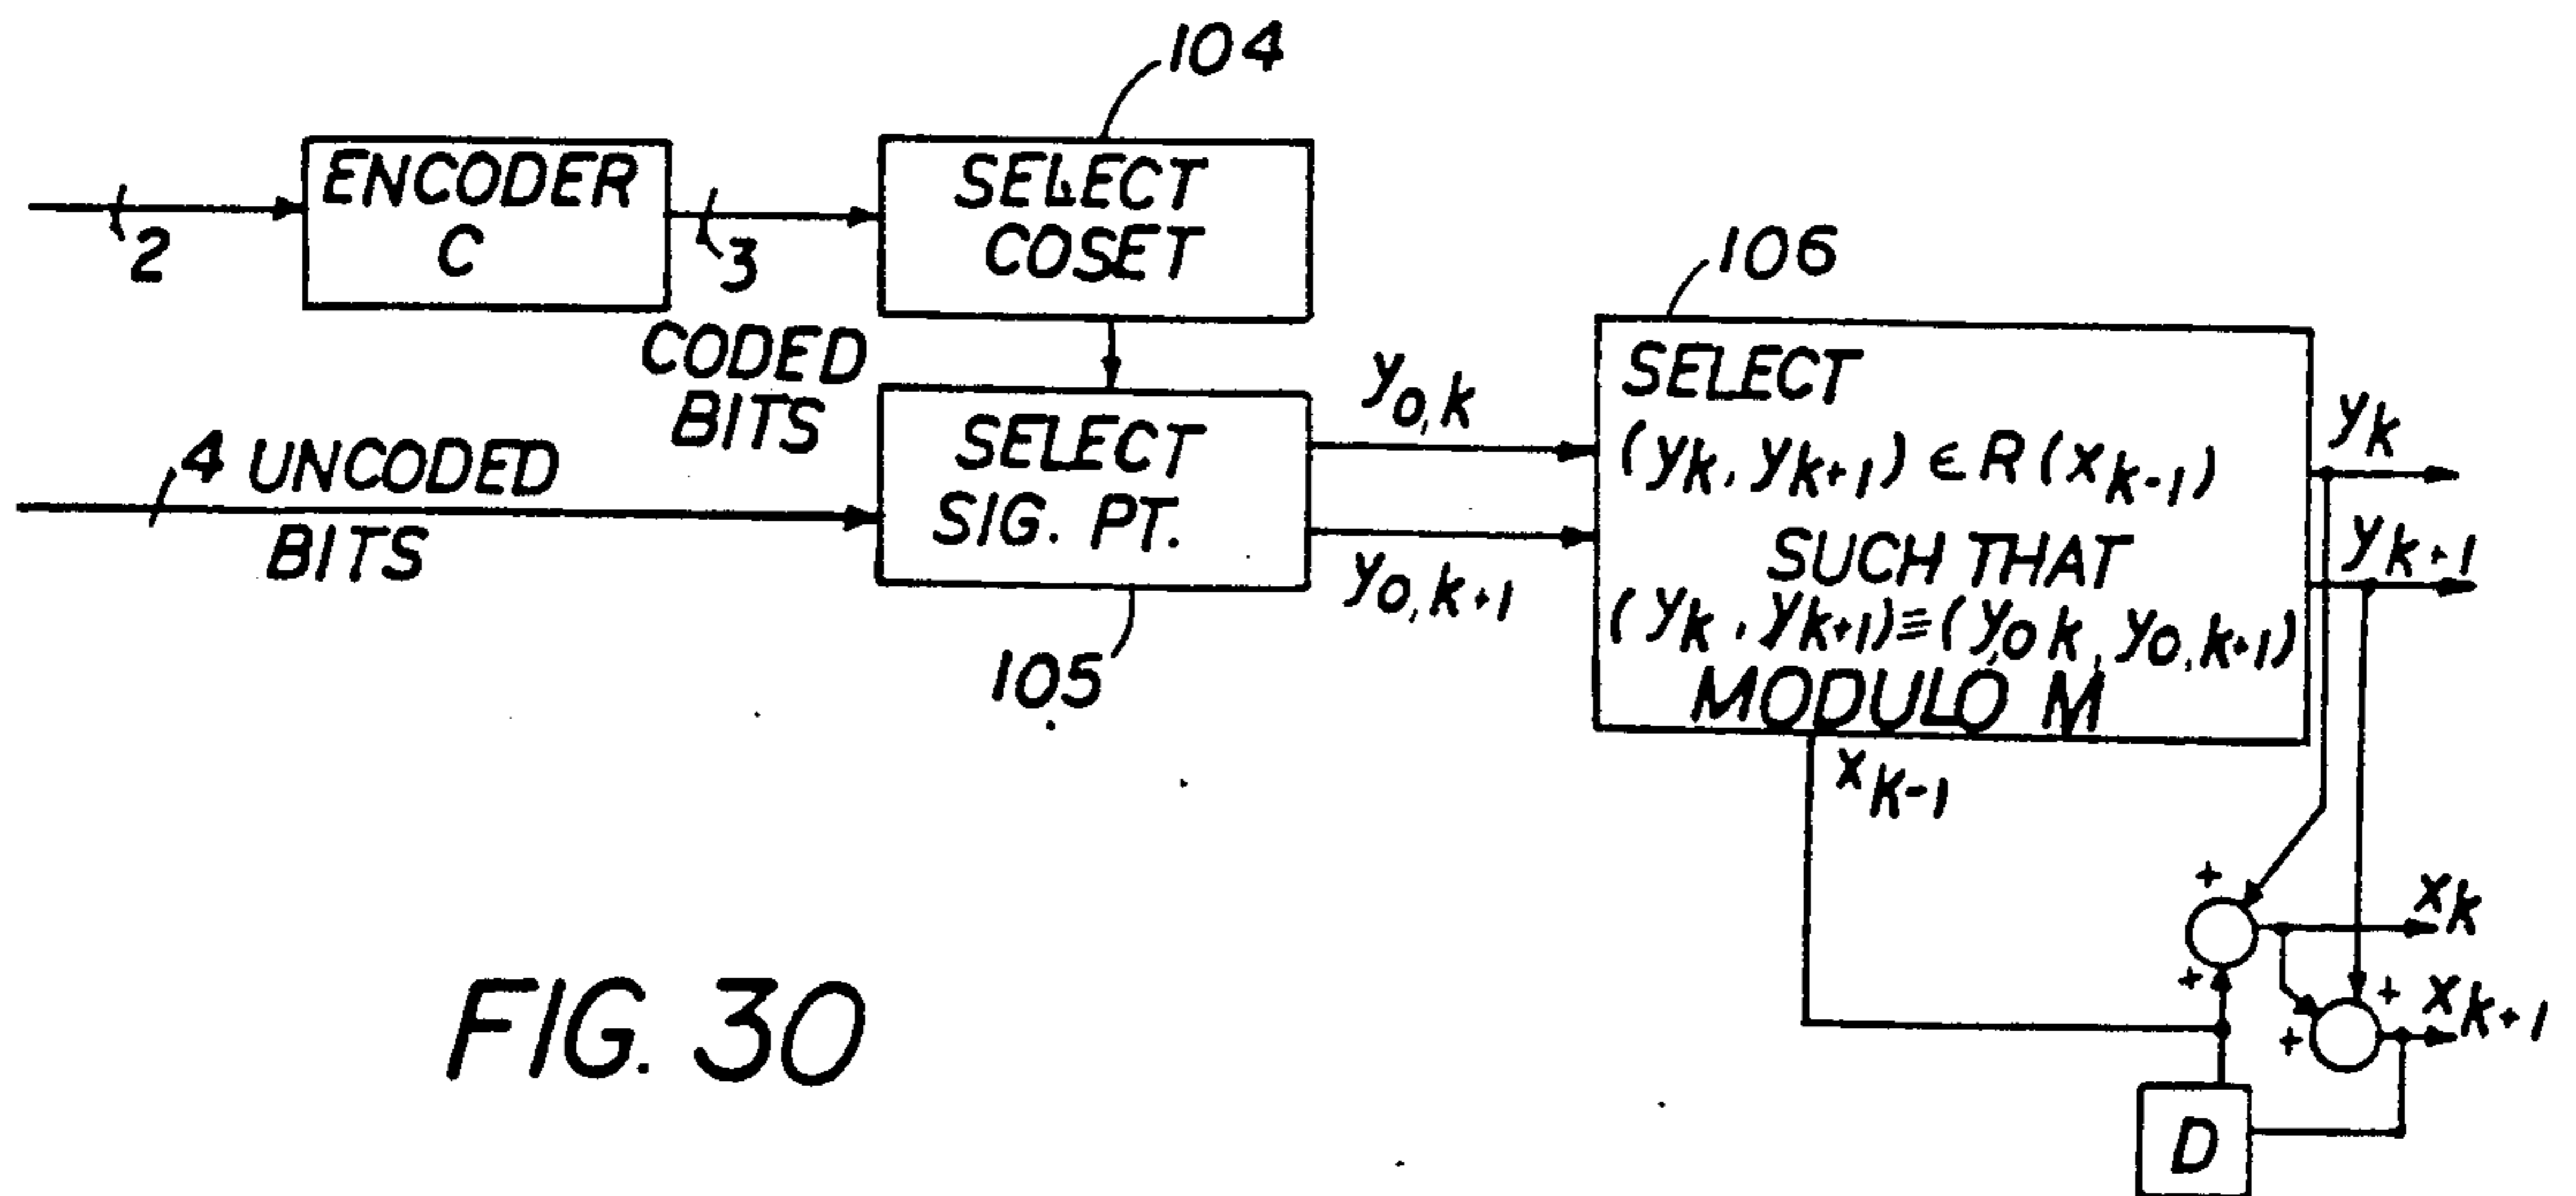 104
ENCODER
C
2
3
SELECT
COSET
CODED
BITS
4 UNCODED
BITS
SELECT
SIG. PT.
105
y0,k
y0,k+1
106
SELECT
(yk, yk+1) ∈ R (xk-1)
SUCH THAT
(yk, yk+1) ≡ (y,0 k, y0,k+1)
MODULO M
yk
yk+1
xk-1
+
+
xk
+
+
xk+1
D
FIG. 30